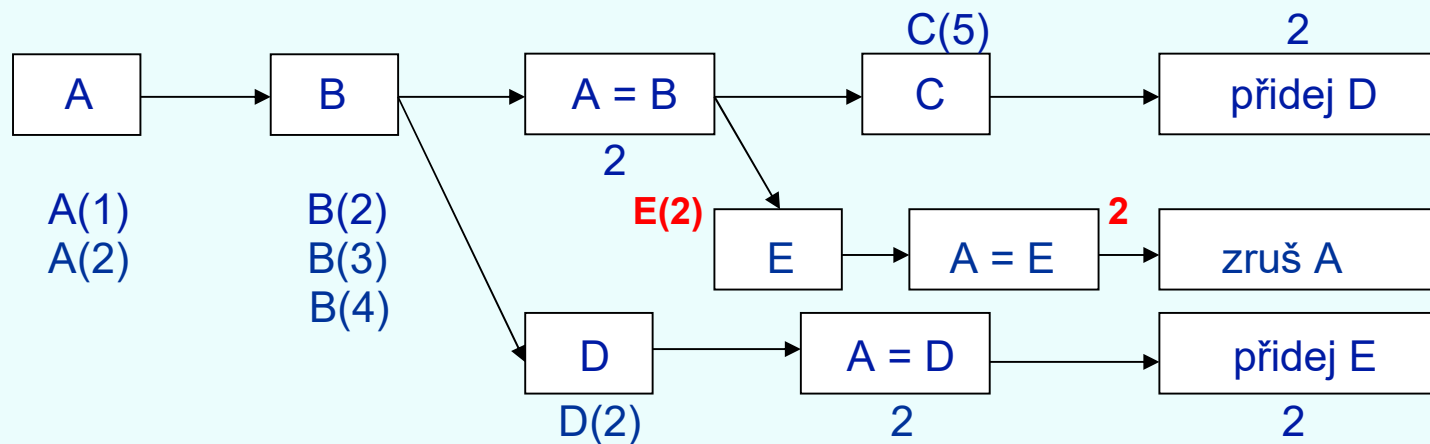 C(5) 2
A B A = B C přidej D
2
A(1) B(2) E(2) 2
A(2) B(3) E A = E zruš A
B(4)
D A = D přidej E
D(2) 2 2